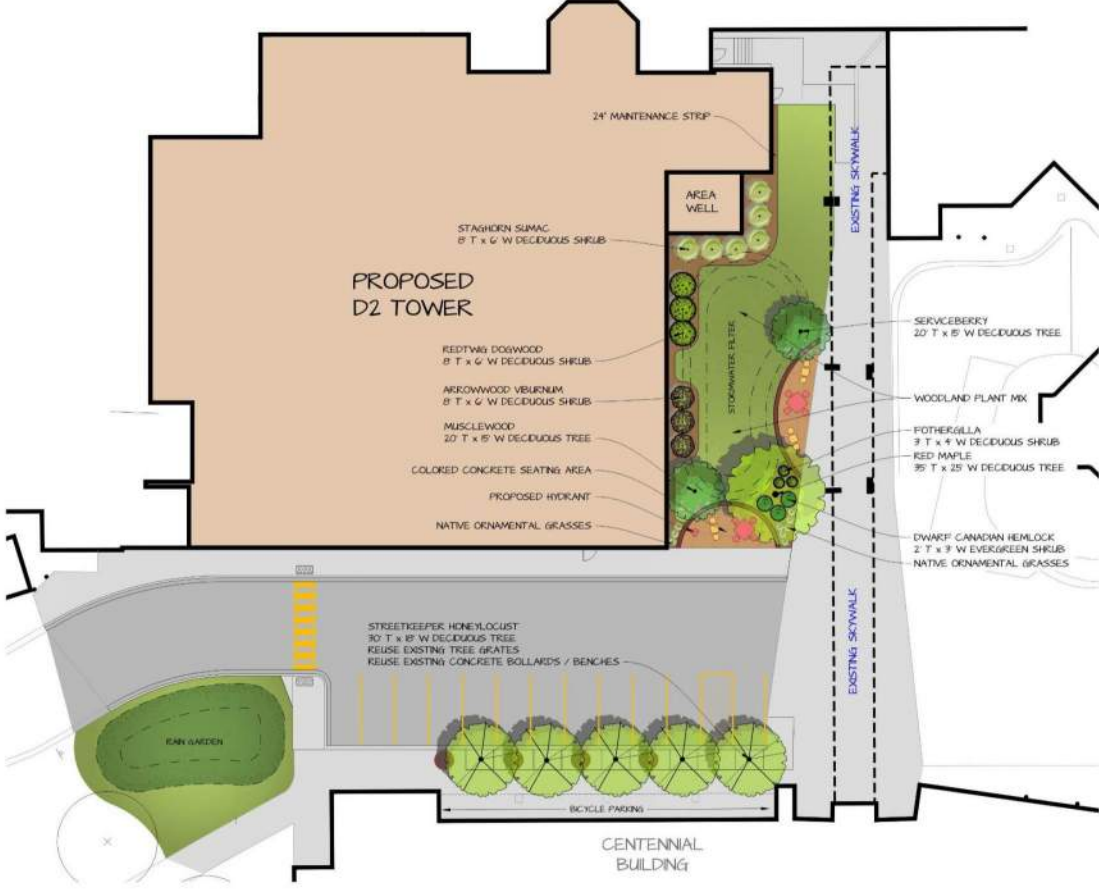 24" MAINTENANCE STRIP
AREA
WELL
EXISTING SKYWALK
STAGHORN SUMAC
8' T x 6' W DECIDUOUS SHRUB
PROPOSED
D2 TOWER
SERVICEBERRY
20' T x 15' W DECIDUOUS TREE
REDTWIG DOGWOOD
8' T x 6' W DECIDUOUS SHRUB
STORMWATER FILTER
ARROWWOOD VIBURNUM
8' T x 6' W DECIDUOUS SHRUB
WOODLAND PLANT MIX
MUSCLEWOOD
20' T x 15' W DECIDUOUS TREE
FOTHERGILLA
3' T x 4' W DECIDUOUS SHRUB
RED MAPLE
35' T x 25' W DECIDUOUS TREE
COLORED CONCRETE SEATING AREA
PROPOSED HYDRANT
NATIVE ORNAMENTAL GRASSES
DWARF CANADIAN HEMLOCK
2' T x 3' W EVERGREEN SHRUB
NATIVE ORNAMENTAL GRASSES
STREETKEEPER HONEYLOCUST
30' T x 18' W DECIDUOUS TREE
REUSE EXISTING TREE GRATES
REUSE EXISTING CONCRETE BOLLARDS / BENCHES
EXISTING SKYWALK
RAIN GARDEN
BICYCLE PARKING
CENTENNIAL
BUILDING